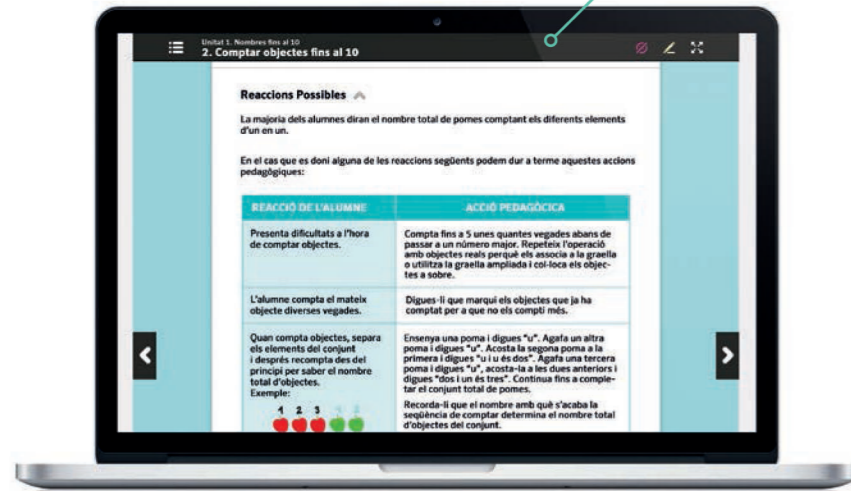 Unitat 1. Nombres fins al 10
2. Comptar objectes fins al 10
Reaccions Possibles
La majoria dels alumnes diran el nombre total de pomes comptant els diferents elements
d'un en un.
En el cas que es doni alguna de les reaccions següents podem dur a terme aquestes accions
pedagògiques:
REACCIÓ DE L'ALUMNE
ACCIÓ PEDAGÒGICA
Presenta dificultats a l'hora
de comptar objectes.
Compta fins a 5 unes quantes vegades abans de
passar a un número major. Repeteix l'operació
amb objectes reals perquè els associa a la graella
o utilitza la graella ampliada i col·loca els objec-
tes a sobre.
L'alumne compta el mateix
objecte diverses vegades.
Digues-li que marqui els objectes que ja ha
comptat per a que no els compti més.
Quan compta objectes, separa
els elements del conjunt
i després recompta des del
principi per saber el nombre
total d'objectes.
Exemple:
1 2 3
Ensenya una poma i digues "u". Agafa un altra
poma i digues "u". Acosta la segona poma a la
primera i digues "u i u és dos". Agafa una tercera
poma i digues "u", acosta-la a les dues anteriors i
digues "dos i un és tres". Continua fins a comple-
tar el conjunt total de pomes.
Recorda-li que el nombre amb què s'acaba la
seqüència de comptar determina el nombre total
d'objectes del conjunt.